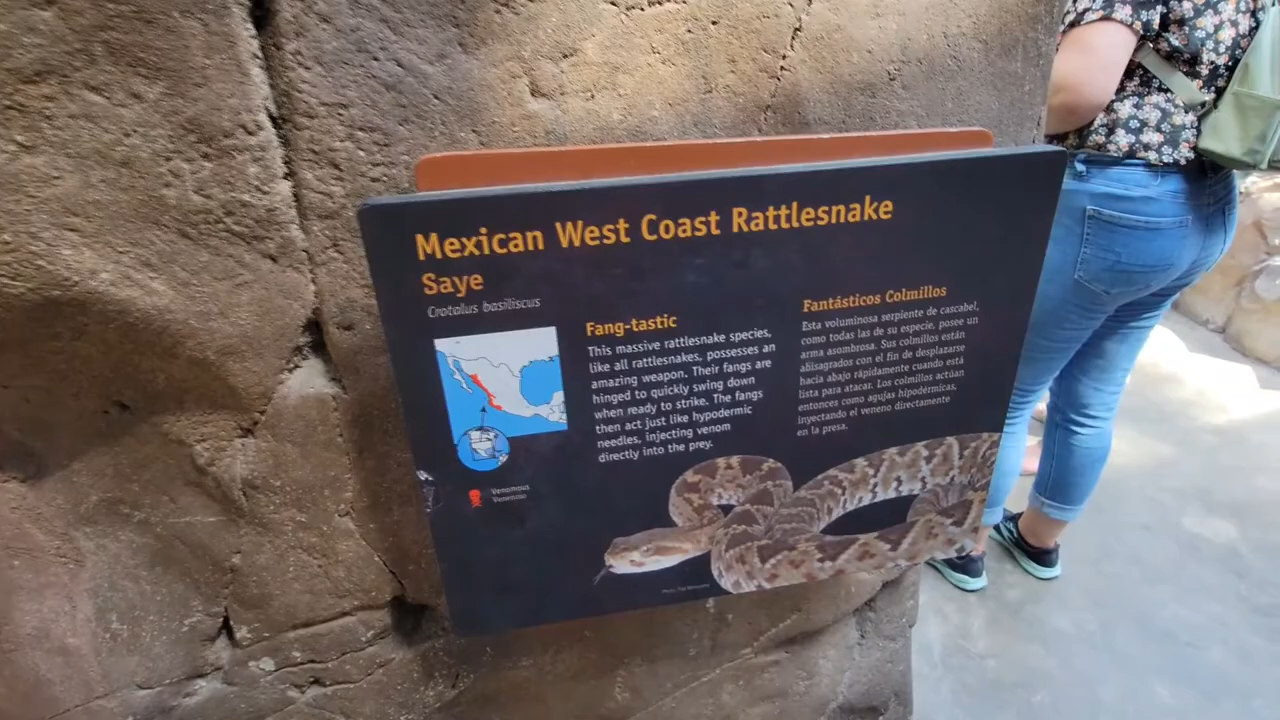 Mexican West Coast Rattlesnake
Saye
Crotalus basiliscus
Fang-tastic
This massive rattlesnake species,
like all rattlesnakes, possesses an
amazing weapon. Their fangs are
hinged to quickly swing down
when ready to strike. The fangs
then act just like hypodermic
needles, injecting venom
directly into the prey.
Fantásticos Colmillos
Esta voluminosa serpiente de cascabel,
como todas las de su especie, posee un
arma asombrosa. Sus colmillos están
abisagrados con el fin de desplazarse
hacia abajo rápidamente cuando está
lista para atacar. Los colmillos actúan
entonces como agujas hipodérmicas,
inyectando el veneno directamente
en la presa.
Venomous
Venenoso